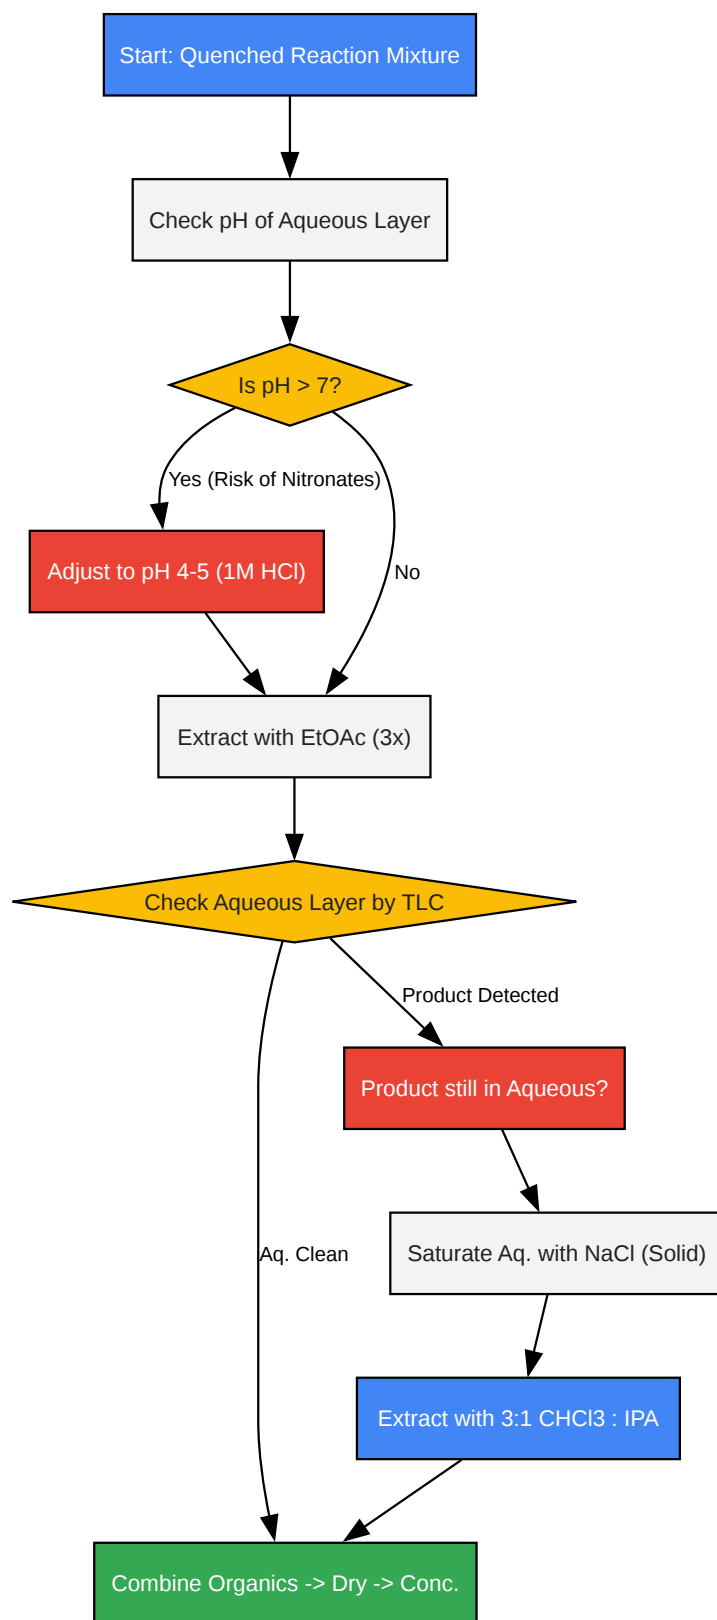 Start: Quenched Reaction Mixture
Check pH of Aqueous Layer
Is pH > 7?
Yes (Risk of Nitronates)
Adjust to pH 4-5 (1M HCl)
No
Extract with EtOAc (3x)
Check Aqueous Layer by TLC
Product Detected
Product still in Aqueous?
Saturate Aq. with NaCl (Solid)
Aq. Clean
Extract with 3:1 CHCl3 : IPA
Combine Organics -> Dry -> Conc.